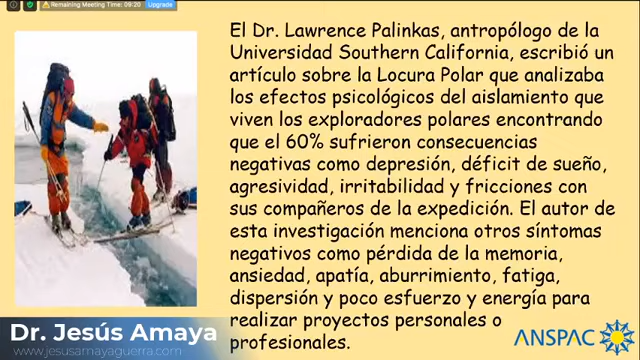 Remaining Meeting Time: 09:20 Upgrade
El Dr. Lawrence Palinkas, antropólogo de la
Universidad Southern California, escribió un
artículo sobre la Locura Polar que analizaba
los efectos psicológicos del aislamiento que
viven los exploradores polares encontrando
que el 60% sufrieron consecuencias
negativas como depresión, déficit de sueño,
agresividad, irritabilidad y fricciones con
sus compañeros de la expedición. El autor de
esta investigación menciona otros síntomas
negativos como pérdida de la memoria,
ansiedad, apatía, aburrimiento, fatiga,
dispersión y poco esfuerzo y energía para
realizar proyectos personales o
profesionales.
Dr. Jesús Amaya
www.jesusamayaguerra.com
ANSPAC